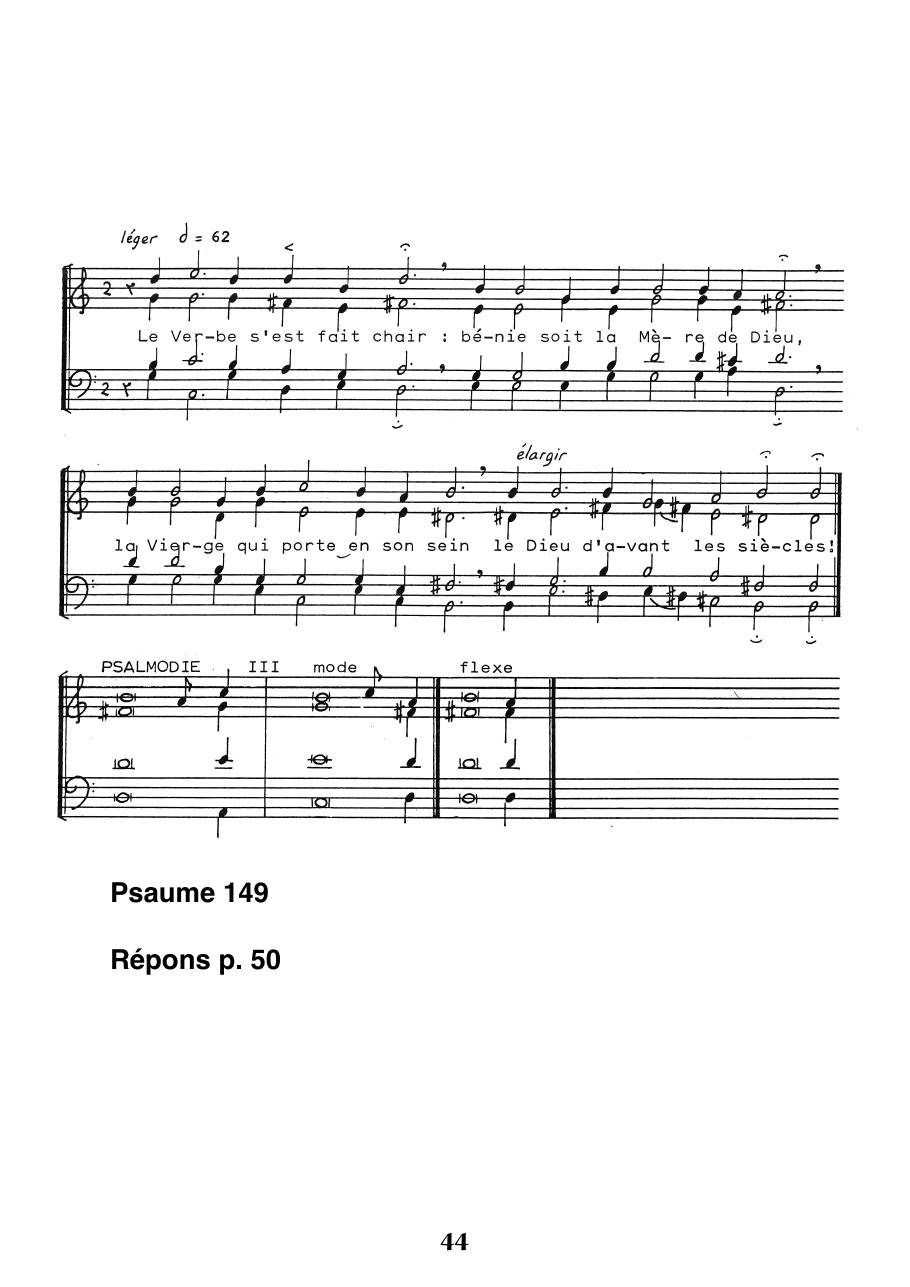 léger = 62
2
Le Ver-be s'est fait chair : bé-nie soit la Mè- re de Dieu,
2
élargir
la Vier-ge qui porte en son sein le Dieu d'a-vant les siè-cles!
PSALMODIE III mode flexe
Psaume 149
Répons p. 50
44